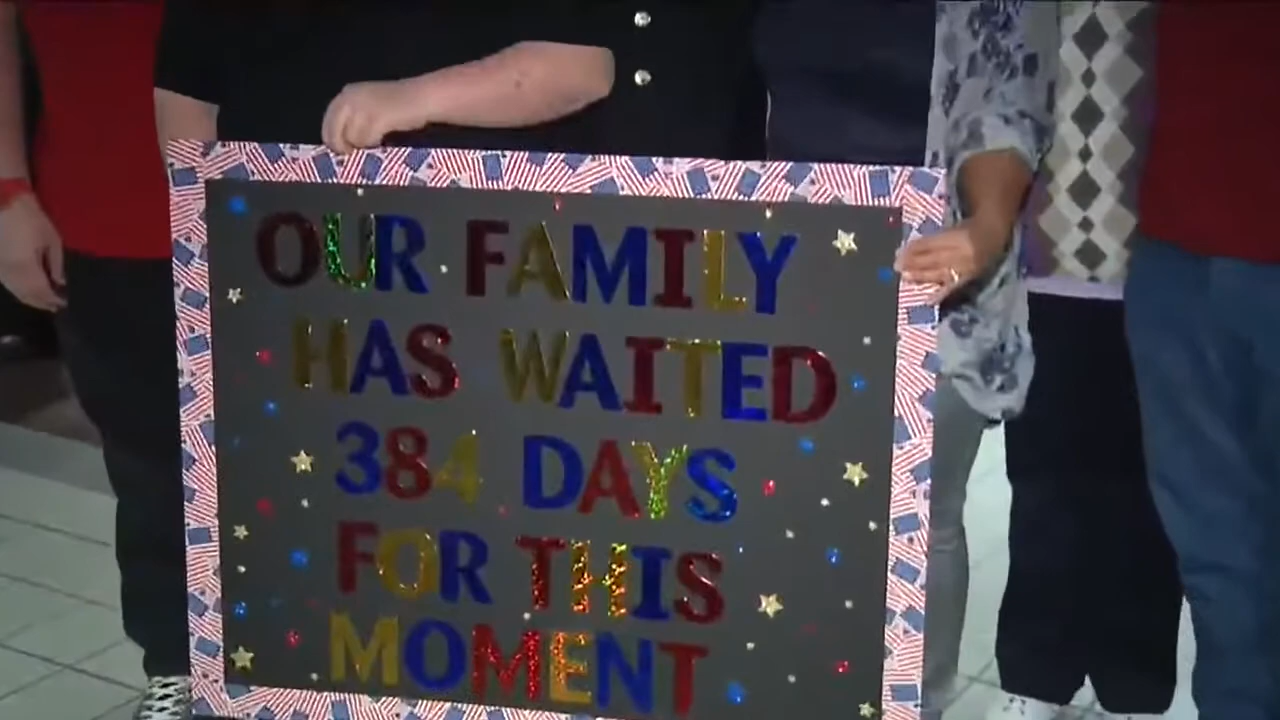 OUR FAMILY
HAS WAITED
384 DAYS
FOR THIS
MOMENT